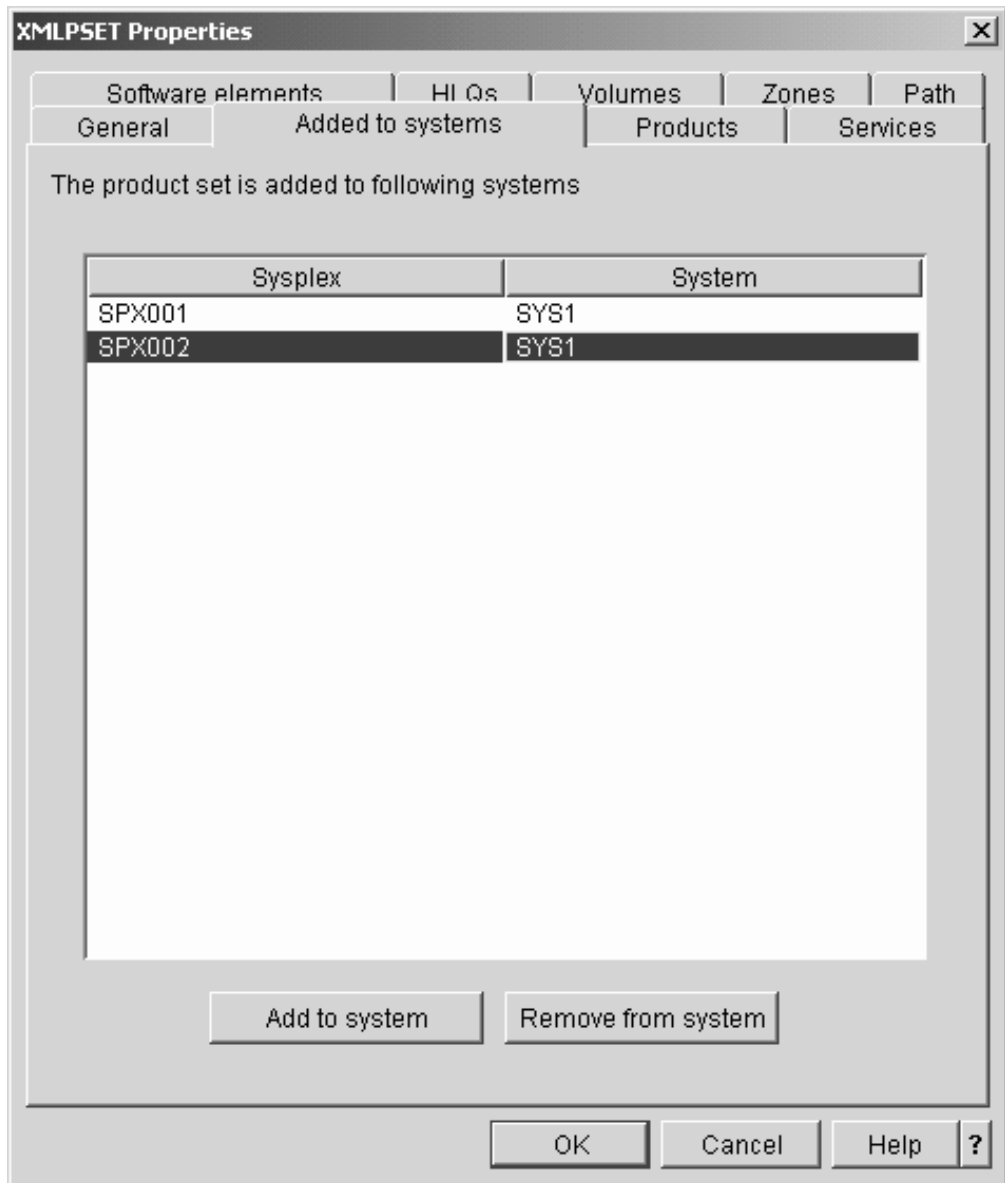 XMLPSET Properties
Software elements HLQs Volumes Zones Path
General Added to systems Products Services
The product set is added to following systems
Sysplex System
SPX001 SYS1
SPX002 SYS1
Add to system Remove from system
OK Cancel Help ?